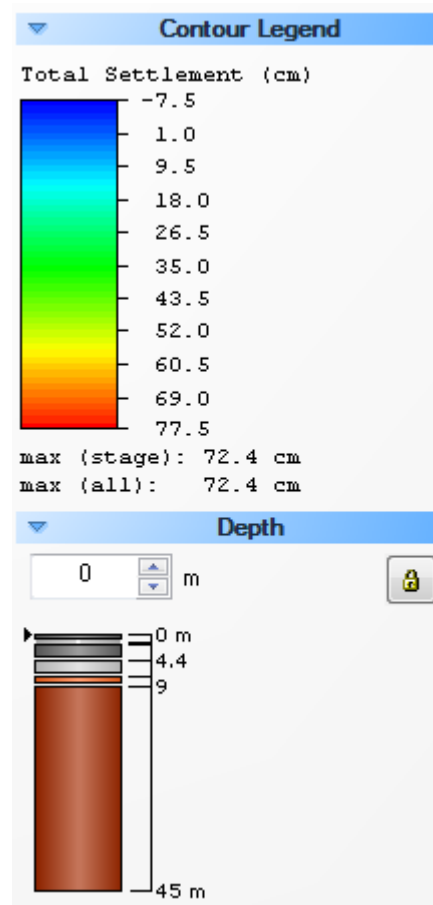 Contour Legend
Total Settlement (cm)
-7.5
1.0
9.5
18.0
26.5
35.0
43.5
52.0
60.5
69.0
77.5
max (stage): 72.4 cm
max (all): 72.4 cm
Depth
0 m
0 m
4.4
9
45 m